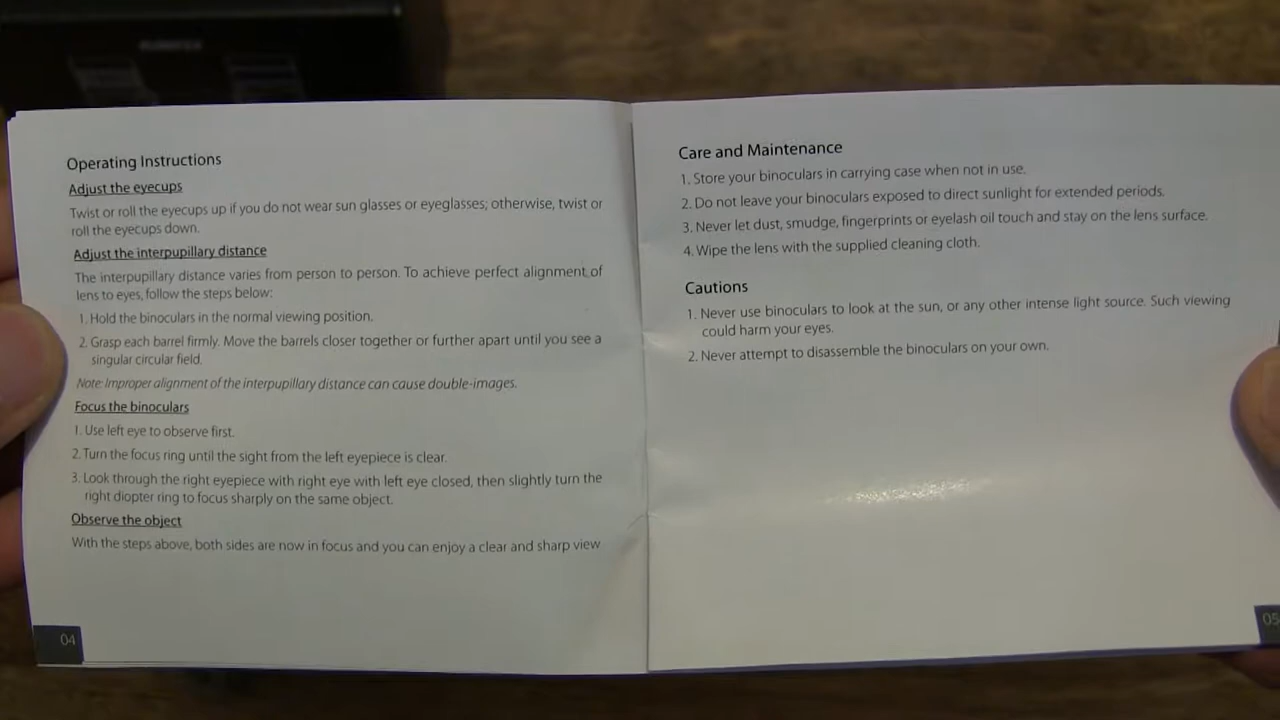 Operating Instructions
Adjust the eyecups
Twist or roll the eyecups up if you do not wear sun glasses or eyeglasses; otherwise, twist or
roll the eyecups down.
Adjust the interpupillary distance
The interpupillary distance varies from person to person. To achieve perfect alignment of
lens to eyes, follow the steps below:
1. Hold the binoculars in the normal viewing position.
2. Grasp each barrel firmly. Move the barrels closer together or further apart until you see a
singular circular field.
Note: Improper alignment of the interpupillary distance can cause double-images.
Focus the binoculars
1. Use left eye to observe first.
2. Turn the focus ring until the sight from the left eyepiece is clear.
3. Look through the right eyepiece with right eye with left eye closed, then slightly turn the
right diopter ring to focus sharply on the same object.
Observe the object
With the steps above, both sides are now in focus and you can enjoy a clear and sharp view
04
Care and Maintenance
1. Store your binoculars in carrying case when not in use.
2. Do not leave your binoculars exposed to direct sunlight for extended periods.
3. Never let dust, smudge, fingerprints or eyelash oil touch and stay on the lens surface.
4. Wipe the lens with the supplied cleaning cloth.
Cautions
1. Never use binoculars to look at the sun, or any other intense light source. Such viewing
could harm your eyes.
2. Never attempt to disassemble the binoculars on your own.
05